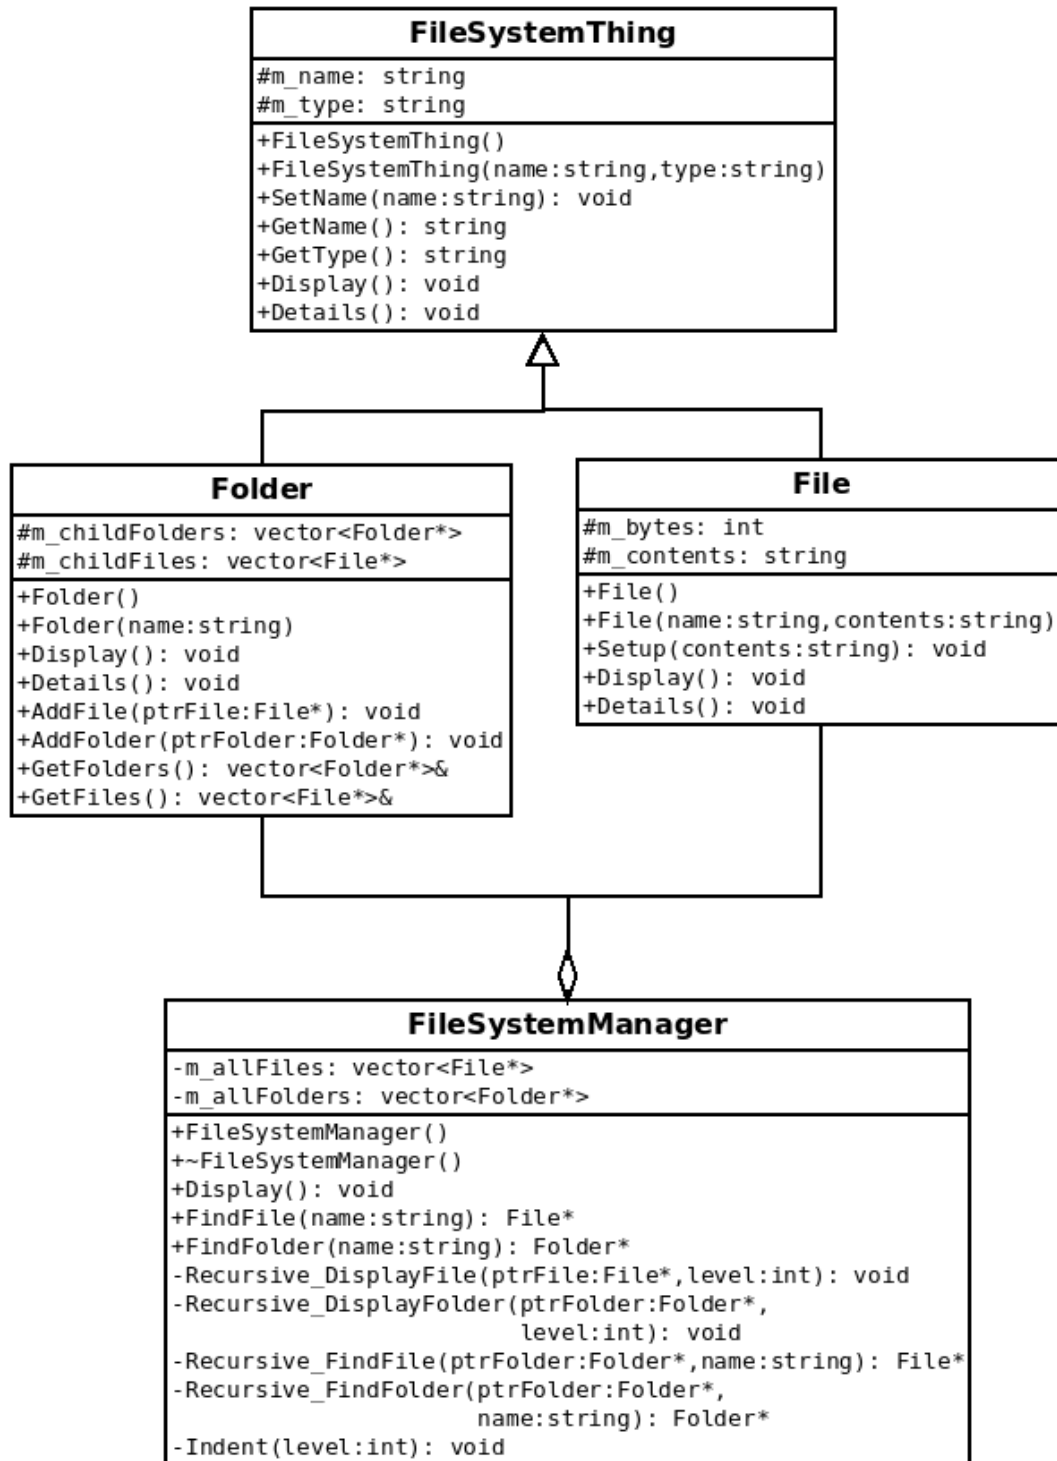 FileSystemThing
#m_name: string
#m_type: string
+FileSystemThing()
+FileSystemThing(name:string,type:string)
+SetName(name:string): void
+GetName(): string
+GetType(): string
+Display(): void
+Details(): void
Folder
#m_childFolders: vector<Folder*>
#m_childFiles: vector<File*>
+Folder()
+Folder(name:string)
+Display(): void
+Details(): void
+AddFile(ptrFile:File*): void
+AddFolder(ptrFolder:Folder*): void
+GetFolders(): vector<Folder*>&
+GetFiles(): vector<File*>&
File
#m_bytes: int
#m_contents: string
+File()
+File(name:string,contents:string)
+Setup(contents:string): void
+Display(): void
+Details(): void
FileSystemManager
-m_allFiles: vector<File*>
-m_allFolders: vector<Folder*>
+FileSystemManager()
+~FileSystemManager()
+Display(): void
+FindFile(name:string): File*
+FindFolder(name:string): Folder*
-Recursive_DisplayFile(ptrFile:File*,level:int): void
-Recursive_DisplayFolder(ptrFolder:Folder*,
level:int): void
-Recursive_FindFile(ptrFolder:Folder*,name:string): File*
-Recursive_FindFolder(ptrFolder:Folder*,
name:string): Folder*
-Indent(level:int): void